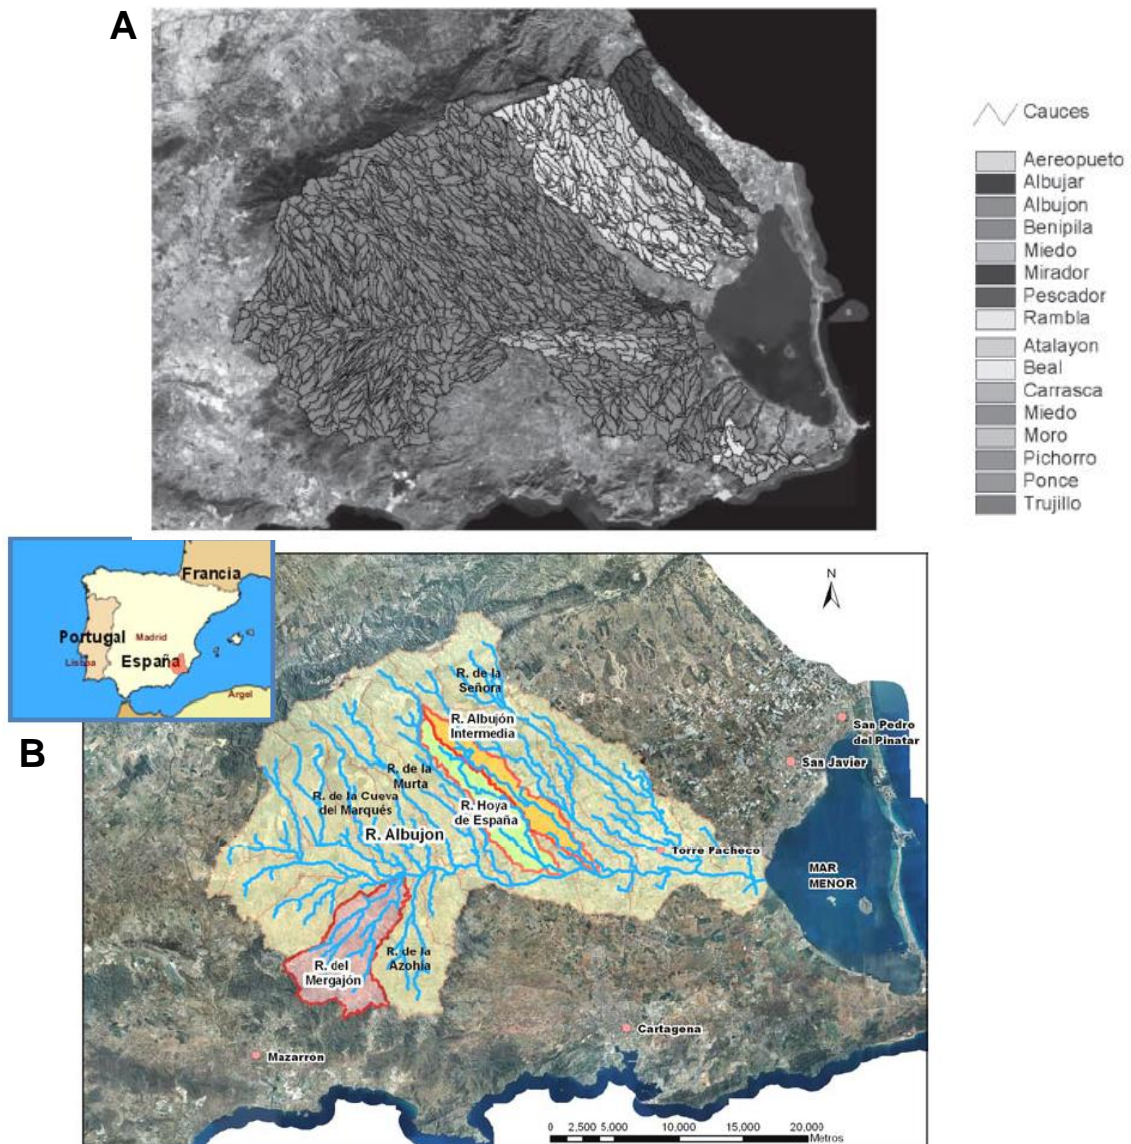 A
Cauces
Aereopueto
Albujar
Albujon
Benipila
Miedo
Mirador
Pescador
Rambla
Atalayon
Beal
Carrasca
Miedo
Moro
Pichorro
Ponce
Trujillo
Francia
Portugal
Madrid
Lisboa
España
Argel
B
N
R. de la
Señora
R. Albujón
Intermedia
San Pedro
del Pinatar
San Javier
R. de la
Murta
R. de la Cueva
del Marqués
R. Hoya
de España
R. Albujon
Torre Pacheco
MAR
MENOR
R. de la
Azohia
R. del
Mergajón
Cartagena
Mazarrón
0 2.500 5.000 10.000 15.000 20.000
Metros